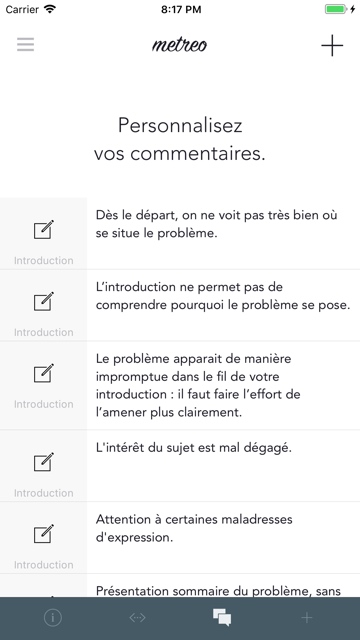 Carrier 8:17 PM
metreo
Personnalisez
vos commentaires.
Dès le départ, on ne voit pas très bien où
se situe le problème.
Introduction
L’introduction ne permet pas de
comprendre pourquoi le problème se pose.
Introduction
Le problème apparait de manière
impromptue dans le fil de votre
introduction : il faut faire l’effort de
l’amener plus clairement.
Introduction
L'intérêt du sujet est mal dégagé.
Introduction
Attention à certaines maladresses
d'expression.
Introduction
Présentation sommaire du problème, sans